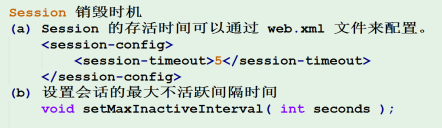 Session 销毁时机
(a) Session 的存活时间可以通过 web.xml 文件来配置。
<session-config>
<session-timeout>5</session-timeout>
</session-config>
(b) 设置会话的最大不活跃间隔时间
void setMaxInactiveInterval( int seconds );